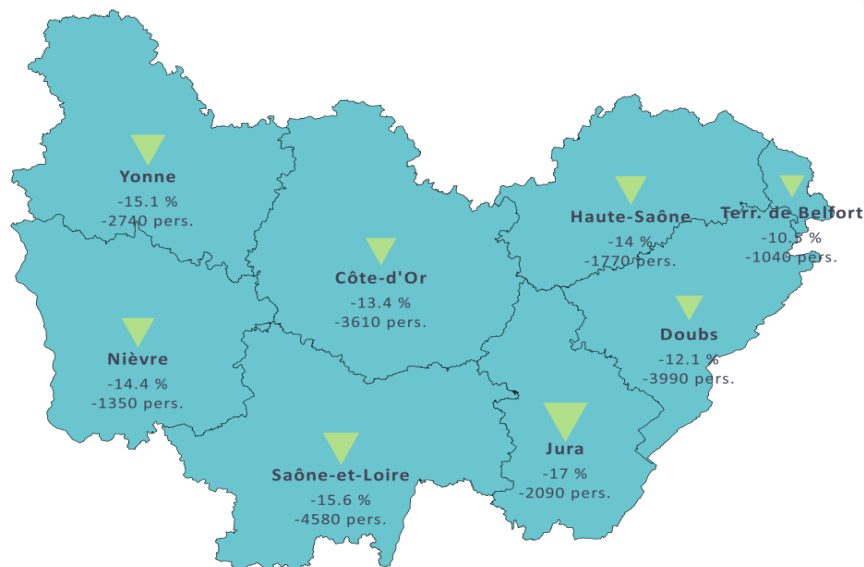 Yonne
-15.1 %
-2740 pers.
Haute-Saône
-14 %
-1770 pers.
Terr. de Belfort
-10.5 %
-1040 pers.
Côte-d'Or
-13.4 %
-3610 pers.
Doubs
-12.1 %
-3990 pers.
Nièvre
-14.4 %
-1350 pers.
Jura
-17 %
-2090 pers.
Saône-et-Loire
-15.6 %
-4580 pers.